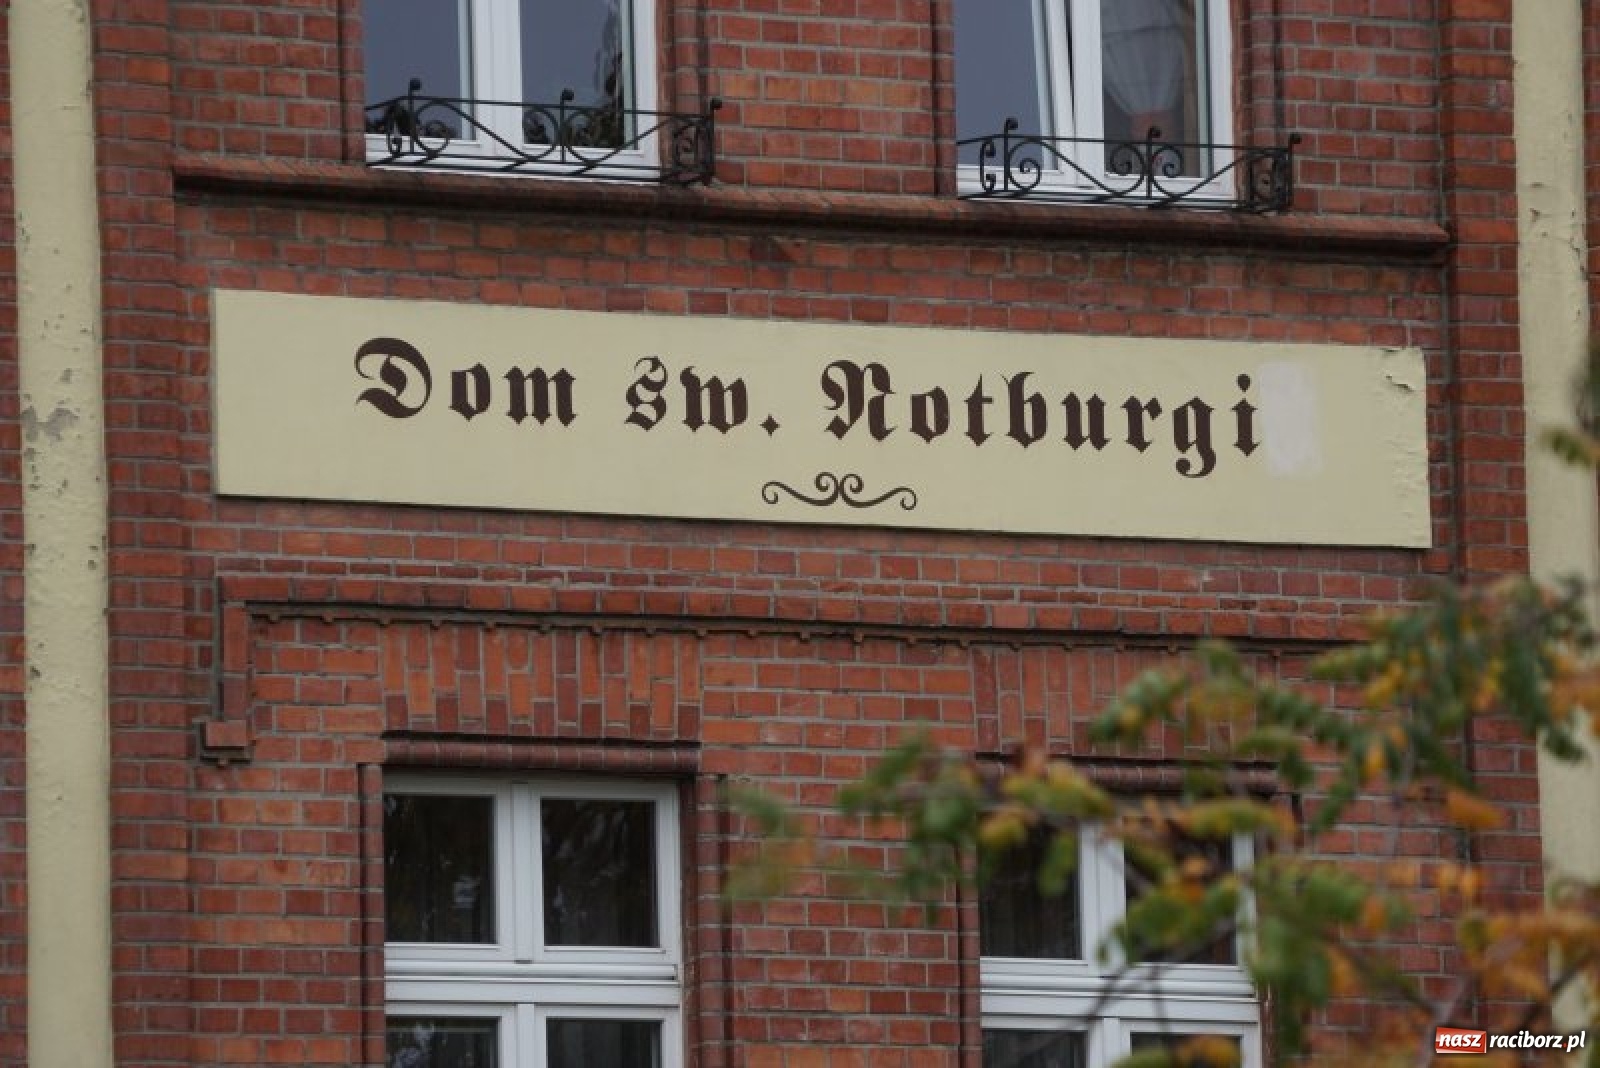 Dom św. Notburgi
nasz raciborz.pl